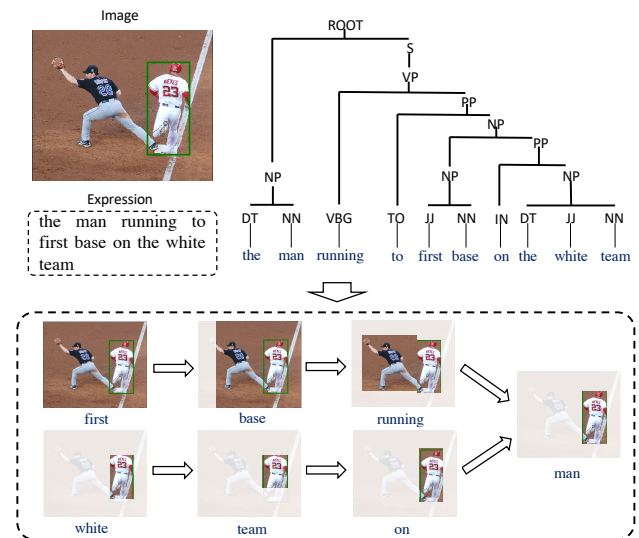 Image
Expression
the man running to
first base on the white
team
ROOT
S
VP
PP
NP
PP
NP
NP
NP
DT NN VBG TO JJ NN IN DT JJ NN
the man running to first base on the white team
28
23
first
base
running
white
team
on
man